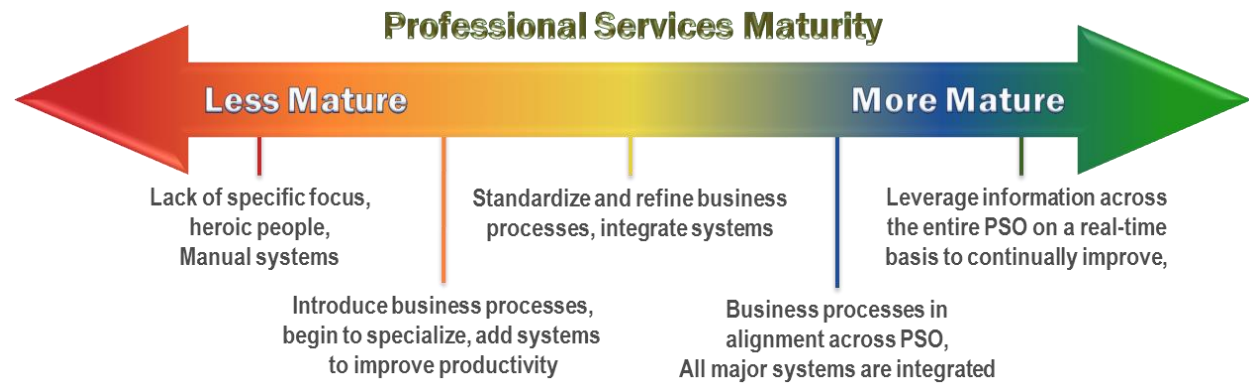 Professional Services Maturity
Less Mature
More Mature
Lack of specific focus,
heroic people,
Manual systems
Introduce business processes,
begin to specialize, add systems
to improve productivity
Standardize and refine business
processes, integrate systems
Business processes in
alignment across PSO,
All major systems are integrated
Leverage information across
the entire PSO on a real-time
basis to continually improve,